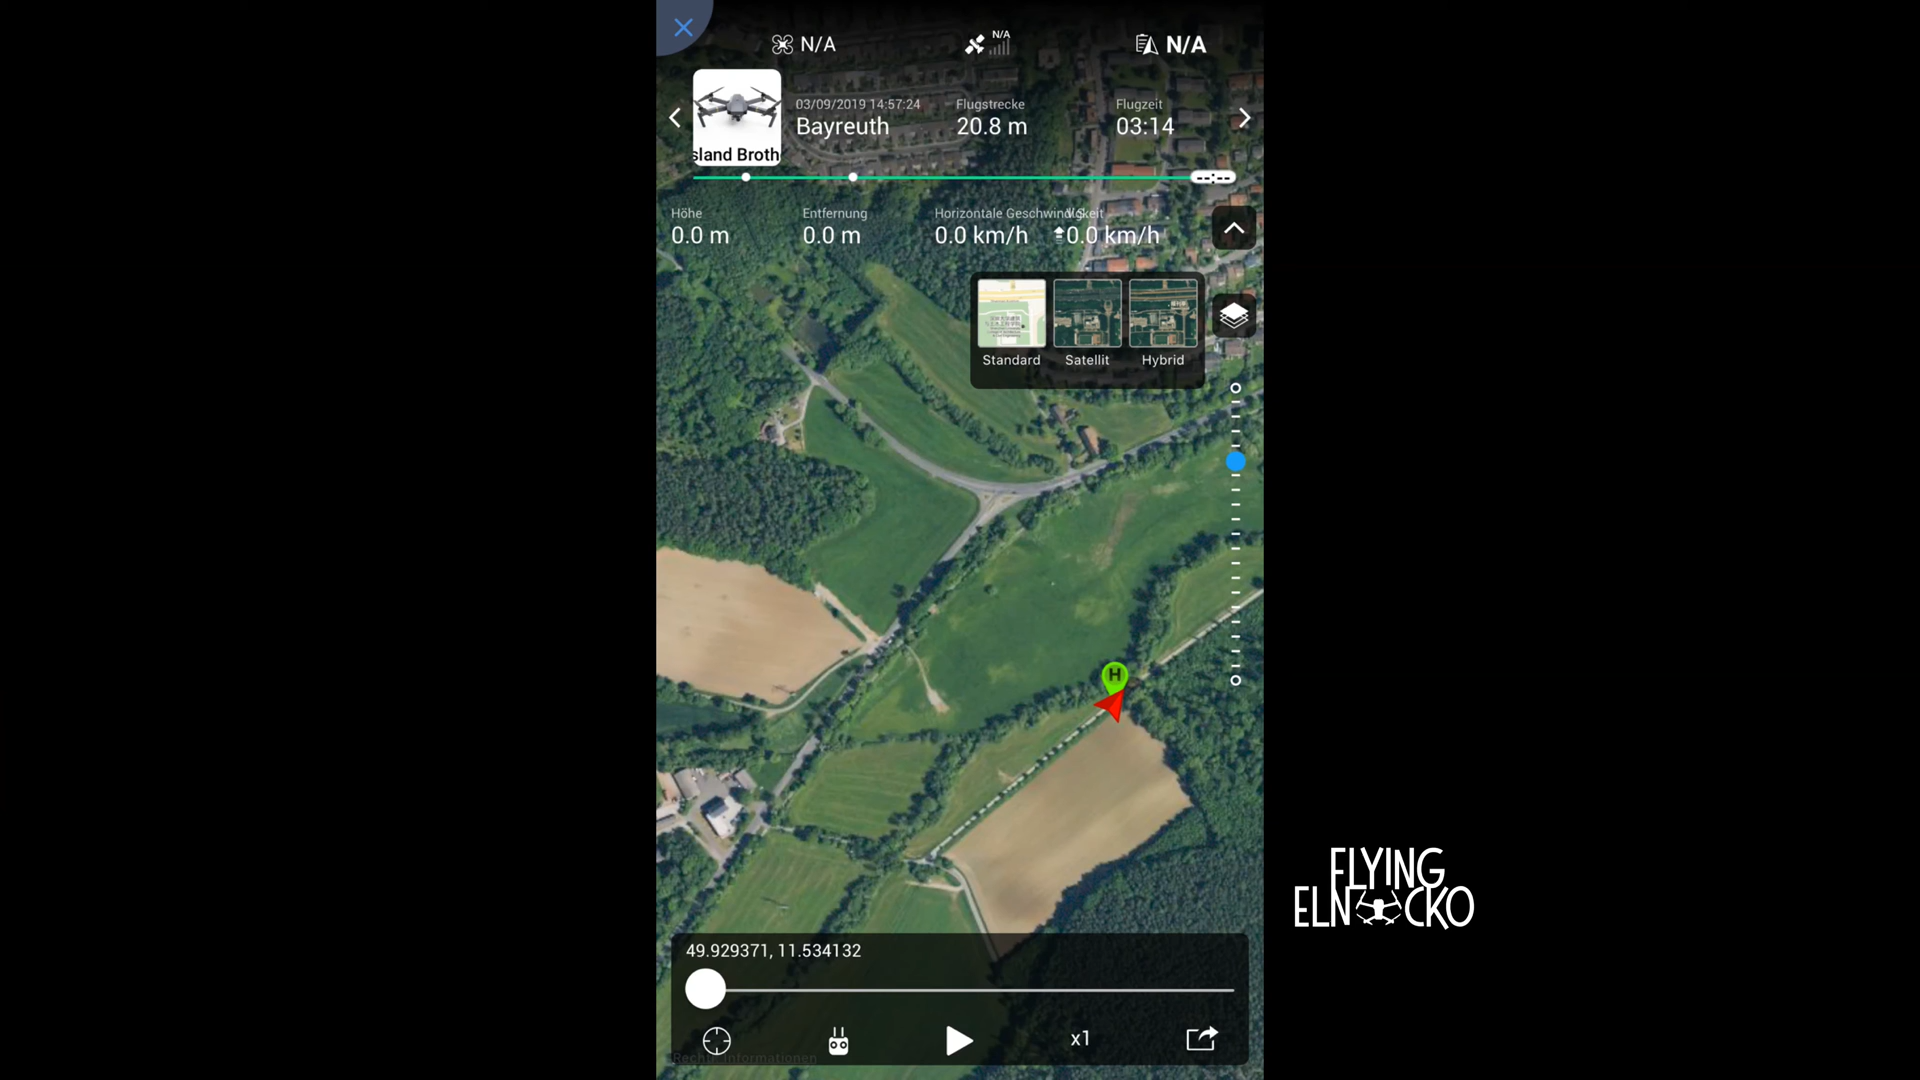 N/A
N/A
N/A
03/09/2019 14:57:24
Bayreuth
Flugstrecke
20.8 m
Flugzeit
03:14
sland Broth
--:--
Höhe
0.0 m
Entfernung
0.0 m
Horizontale Geschwindigkeit
0.0 km/h
0.0 km/h
Standard
Satellit
Hybrid
H
FLYING
ELNOCKO
49.929371, 11.534132
x1
Rechtl. Informationen